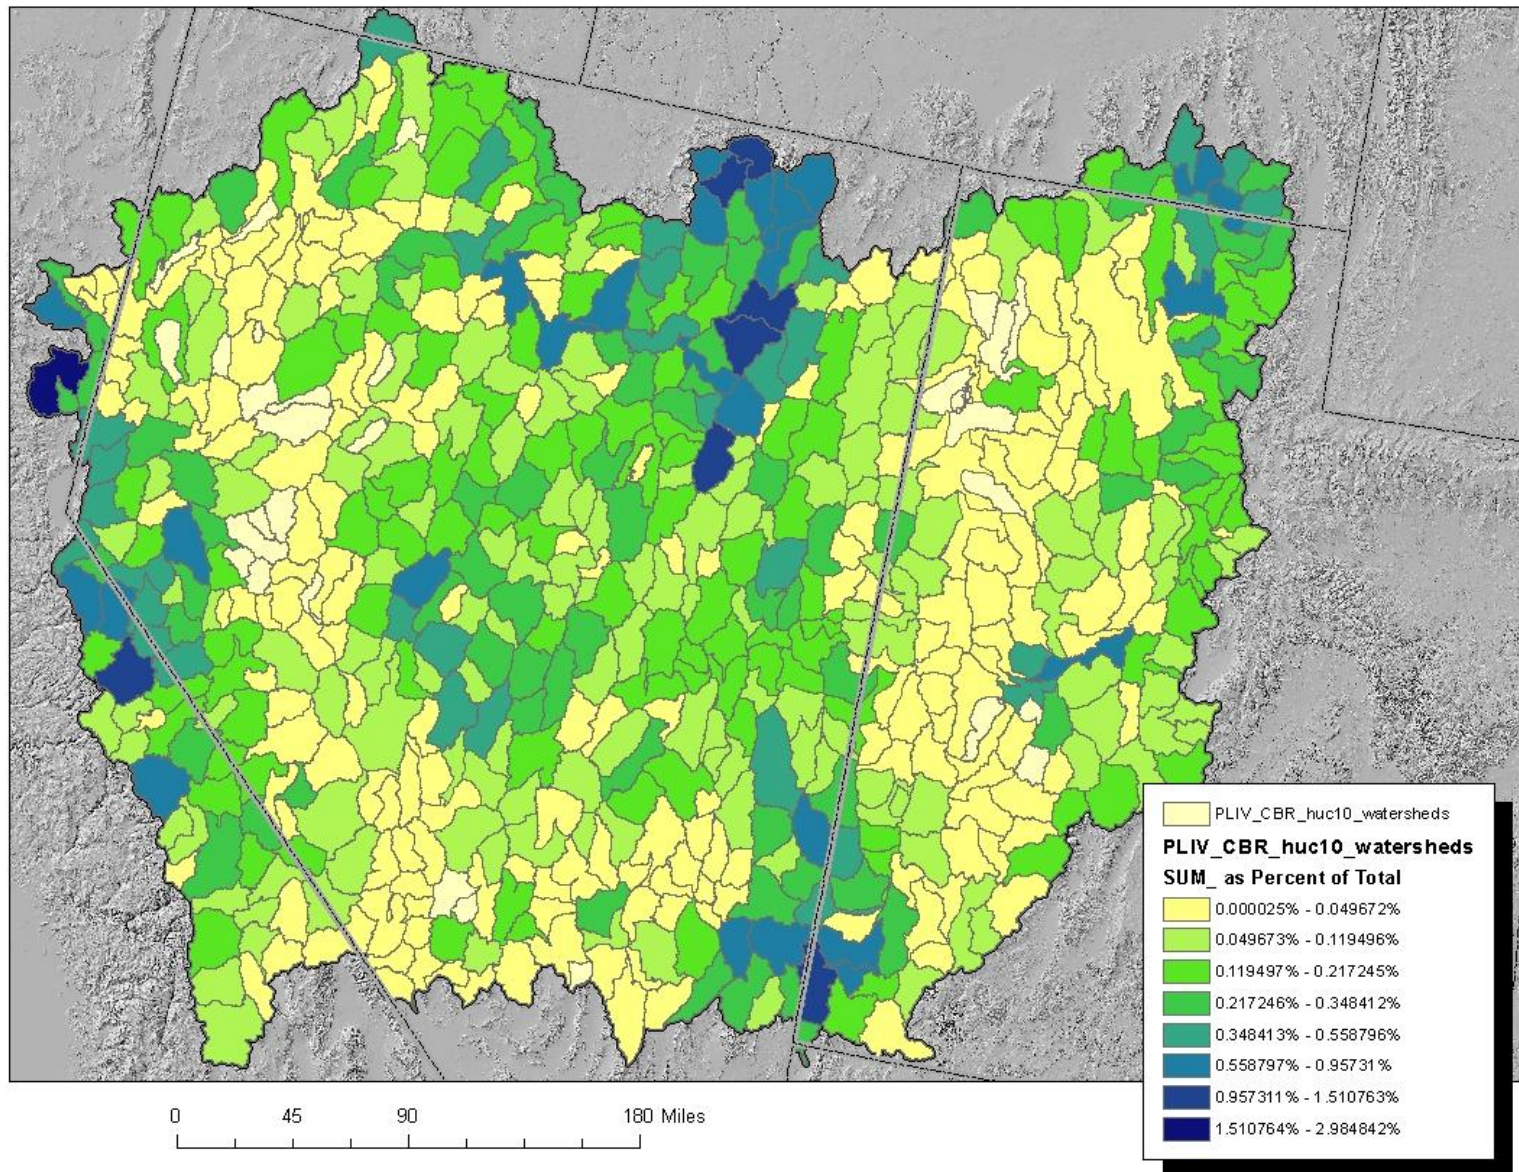 PLIV_CBR_huc10_watersheds
PLIV_CBR_huc10_watersheds
SUM_ as Percent of Total
0.000025% - 0.049672%
0.049673% - 0.119496%
0.119497% - 0.217245%
0.217246% - 0.348412%
0.348413% - 0.558796%
0.558797% - 0.95731%
0.957311% - 1.510763%
1.510764% - 2.984842%
0 45 90 180 Miles